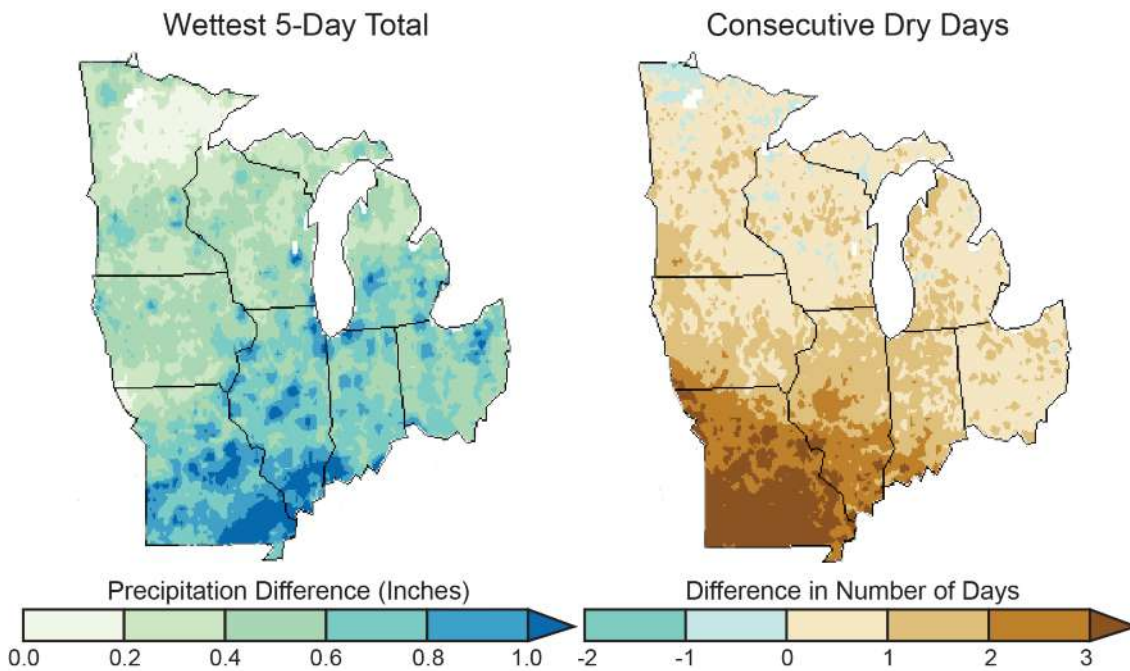 Wettest 5-Day Total
Consecutive Dry Days
Precipitation Difference (Inches)
0.0 0.2 0.4 0.6 0.8 1.0
Difference in Number of Days
-2 -1 0 1 2 3